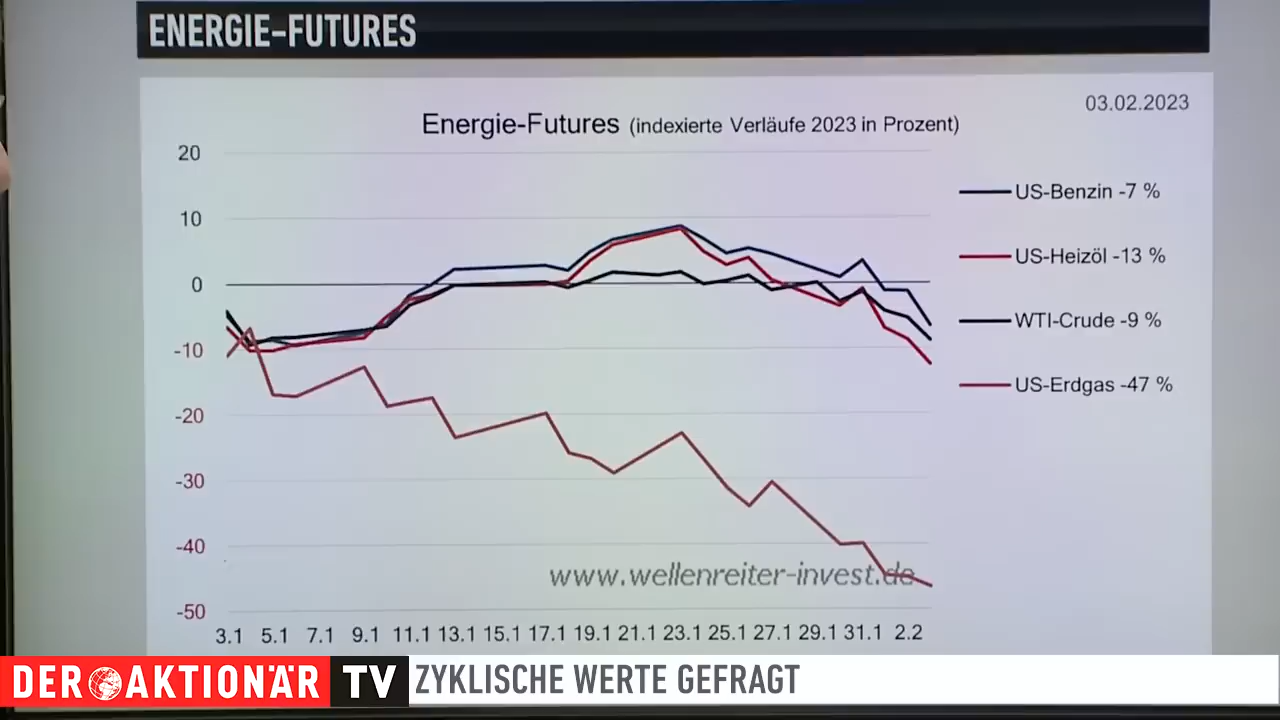 ENERGIE-FUTURES
03.02.2023
Energie-Futures (indexierte Verläufe 2023 in Prozent)
20
10
0
-10
-20
-30
-40
-50
US-Benzin -7 %
US-Heizöl -13 %
WTI-Crude -9 %
US-Erdgas -47 %
www.wellenreiter-invest.de
3.1 5.1 7.1 9.1 11.1 13.1 15.1 17.1 19.1 21.1 23.1 25.1 27.1 29.1 31.1 2.2
DER AKTIONÄR TV ZYKLISCHE WERTE GEFRAGT